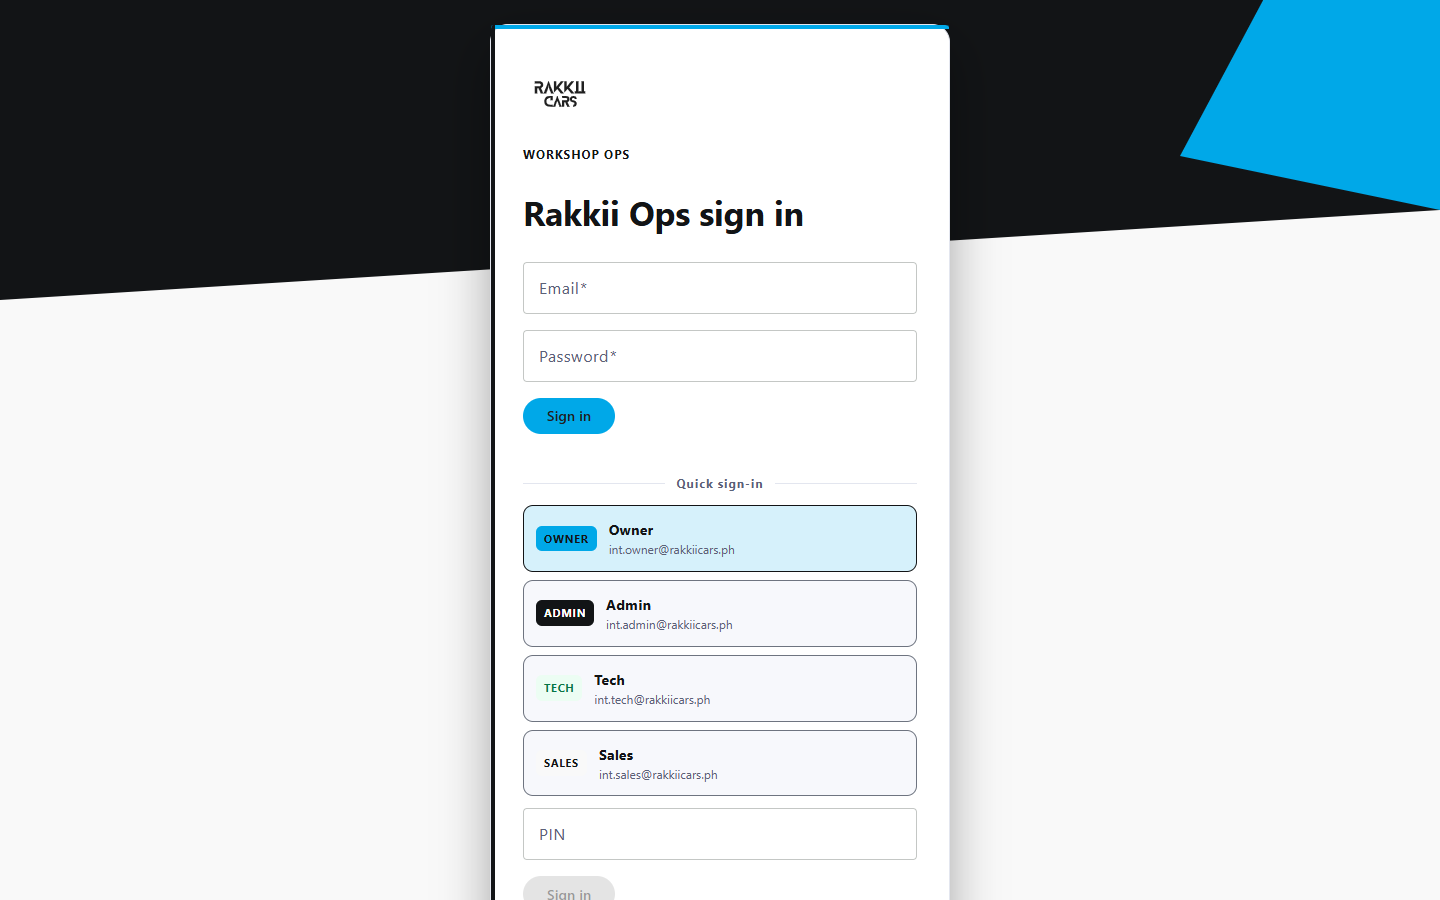 RAKKII
CARS
WORKSHOP OPS
Rakkii Ops sign in
Email*
Password*
Sign in
Quick sign-in
OWNER
Owner
int.owner@rakkiicars.ph
ADMIN
Admin
int.admin@rakkiicars.ph
TECH
Tech
int.tech@rakkiicars.ph
SALES
Sales
int.sales@rakkiicars.ph
PIN
Sign in